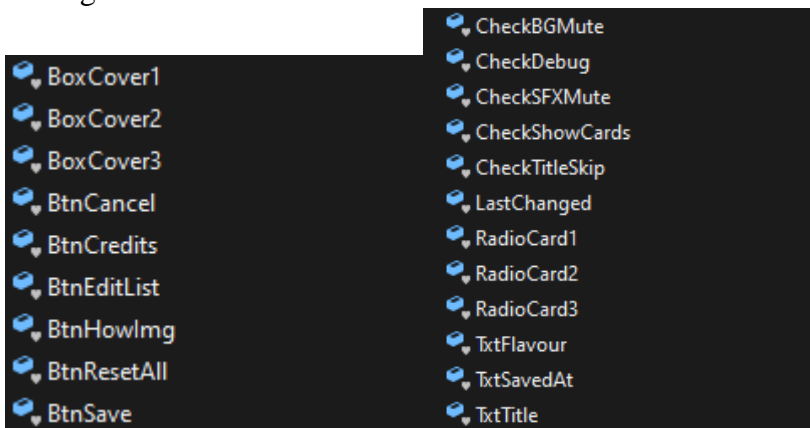 BoxCover1
BoxCover2
BoxCover3
BtnCancel
BtnCredits
BtnEditList
BtnHowImg
BtnResetAll
BtnSave
CheckBGMute
CheckDebug
CheckSFXMute
CheckShowCards
CheckTitleSkip
LastChanged
RadioCard1
RadioCard2
RadioCard3
TxtFlavour
TxtSavedAt
TxtTitle